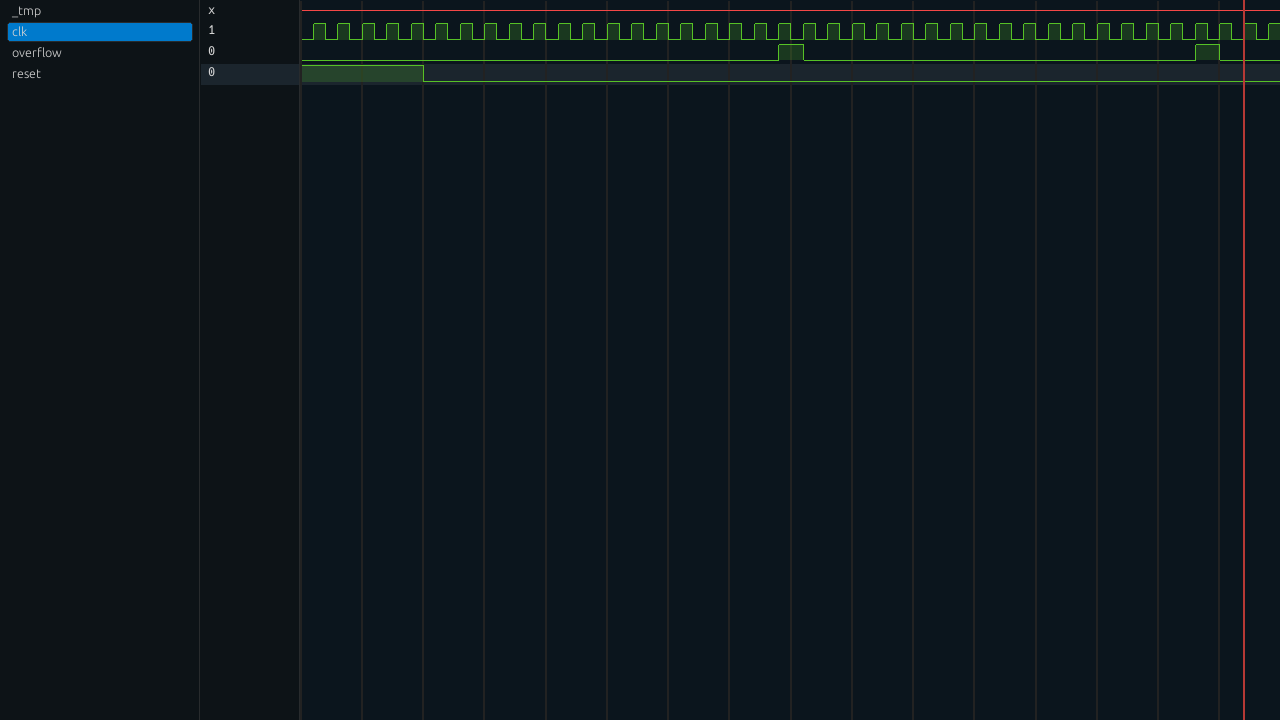 _tmp x
clk 1
overflow 0
reset 0